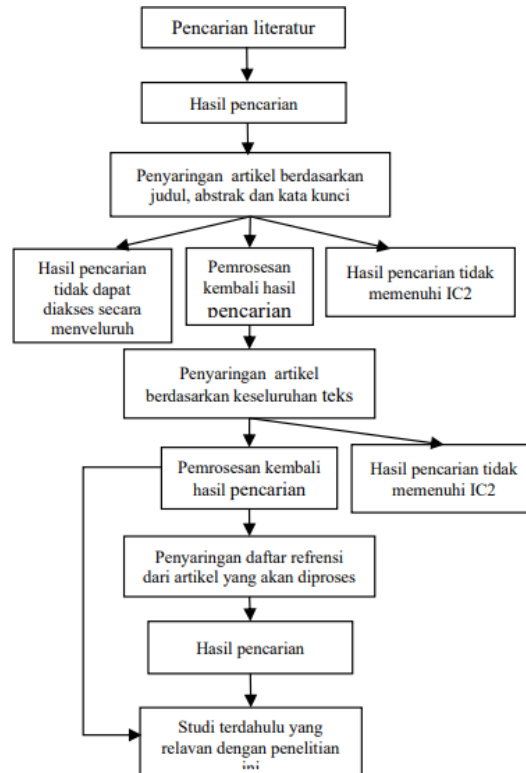 Pencarian literatur
Hasil pencarian
Penyaringan artikel berdasarkan
judul, abstrak dan kata kunci
Hasil pencarian
tidak dapat
diakses secara
menyeluruh
Pemrosesan
kembali hasil
pencarian
Hasil pencarian tidak
memenuhi IC2
Penyaringan artikel
berdasarkan keseluruhan teks
Pemrosesan kembali
hasil pencarian
Hasil pencarian tidak
memenuhi IC2
Penyaringan daftar refrensi
dari artikel yang akan diproses
Hasil pencarian
Studi terdahulu yang
relavan dengan penelitian
ini